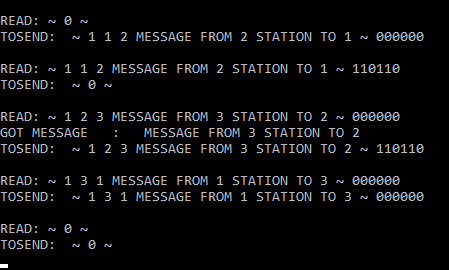 READ: ~ 0 ~
TOSEND:  ~ 1 1 2 MESSAGE FROM 2 STATION TO 1 ~ 000000
READ: ~ 1 1 2 MESSAGE FROM 2 STATION TO 1 ~ 110110
TOSEND:  ~ 0 ~
READ: ~ 1 2 3 MESSAGE FROM 3 STATION TO 2 ~ 000000
GOT MESSAGE   :   MESSAGE FROM 3 STATION TO 2
TOSEND:  ~ 1 2 3 MESSAGE FROM 3 STATION TO 2 ~ 110110
READ: ~ 1 3 1 MESSAGE FROM 1 STATION TO 3 ~ 000000
TOSEND:  ~ 1 3 1 MESSAGE FROM 1 STATION TO 3 ~ 000000
READ: ~ 0 ~
TOSEND:  ~ 0 ~